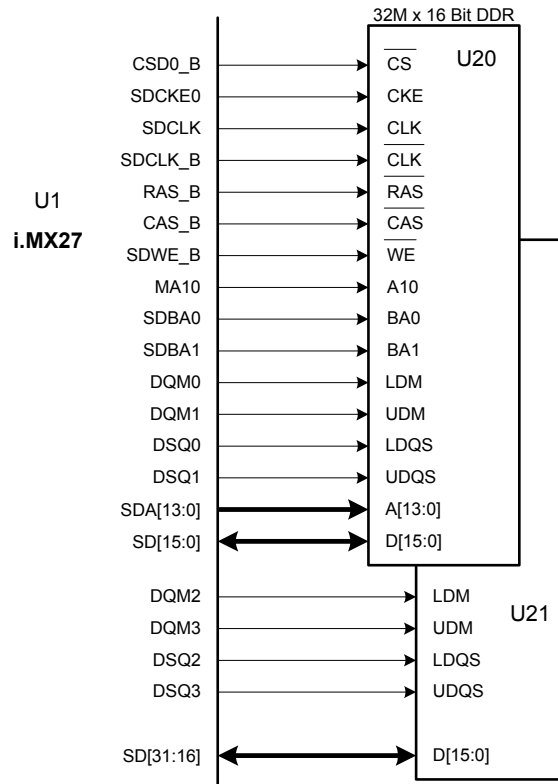 32M x 16 Bit DDR
U20
CSD0_B CS
SDCKE0 CKE
SDCLK CLK
SDCLK_B CLK
RAS_B RAS
U1
i.MX27
CAS_B CAS
SDWE_B WE
MA10 A10
SDBA0 BA0
SDBA1 BA1
DQM0 LDM
DQM1 UDM
DSQ0 LDQS
DSQ1 UDQS
SDA[13:0] A[13:0]
SD[15:0] D[15:0]
U21
DQM2 LDM
DQM3 UDM
DSQ2 LDQS
DSQ3 UDQS
SD[31:16] D[15:0]